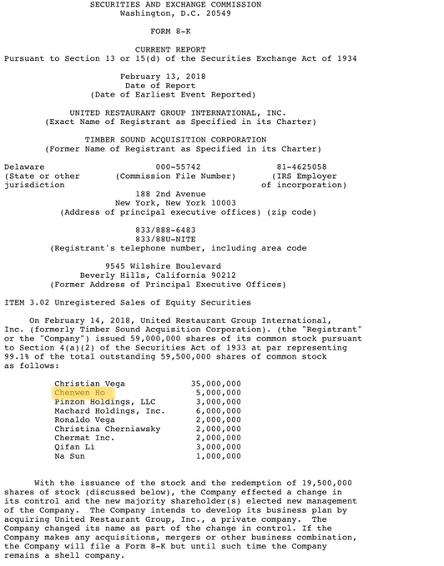 SECURITIES AND EXCHANGE COMMISSION
Washington, D.C. 20549
FORM 8-K
CURRENT REPORT
Pursuant to Section 13 or 15(d) of the Securities Exchange Act of 1934
February 13, 2018
Date of Report
(Date of Earliest Event Reported)
UNITED RESTAURANT GROUP INTERNATIONAL, INC.
(Exact Name of Registrant as Specified in its Charter)
TIMBER SOUND ACQUISITION CORPORATION
(Former Name of Registrant as Specified in its Charter)
Delaware 000-55742 81-4625058
(State or other (Commission File Number) (IRS Employer
jurisdiction of incorporation)
188 2nd Avenue
New York, New York 10003
(Address of principal executive offices) (zip code)
833/888-6483
833/88U-NITE
(Registrant's telephone number, including area code
9545 Wilshire Boulevard
Beverly Hills, California 90212
(Former Address of Principal Executive Offices)
ITEM 3.02 Unregistered Sales of Equity Securities
On February 14, 2018, United Restaurant Group International,
Inc. (formerly Timber Sound Acquisition Corporation). (the "Registrant"
or the "Company") issued 59,000,000 shares of its common stock pursuant
to Section 4(a)(2) of the Securities Act of 1933 at par representing
99.1% of the total outstanding 59,500,000 shares of common stock
as follows:
Christian Vega 35,000,000
Chenwen Ho 5,000,000
Pinzon Holdings, LLC 3,000,000
Machard Holdings, Inc. 6,000,000
Ronaldo Vega 2,000,000
Christina Cherniawsky 2,000,000
Chermat Inc. 2,000,000
Qifan Li 3,000,000
Na Sun 1,000,000
With the issuance of the stock and the redemption of 19,500,000
shares of stock (discussed below), the Company effected a change in
its control and the new majority shareholder(s) elected new management
of the Company. The Company intends to develop its business plan by
acquiring United Restaurant Group, Inc., a private company. The
Company changed its name as part of the change in control. If the
Company makes any acquisitions, mergers or other business combination,
the Company will file a Form 8-K but until such time the Company
remains a shell company.